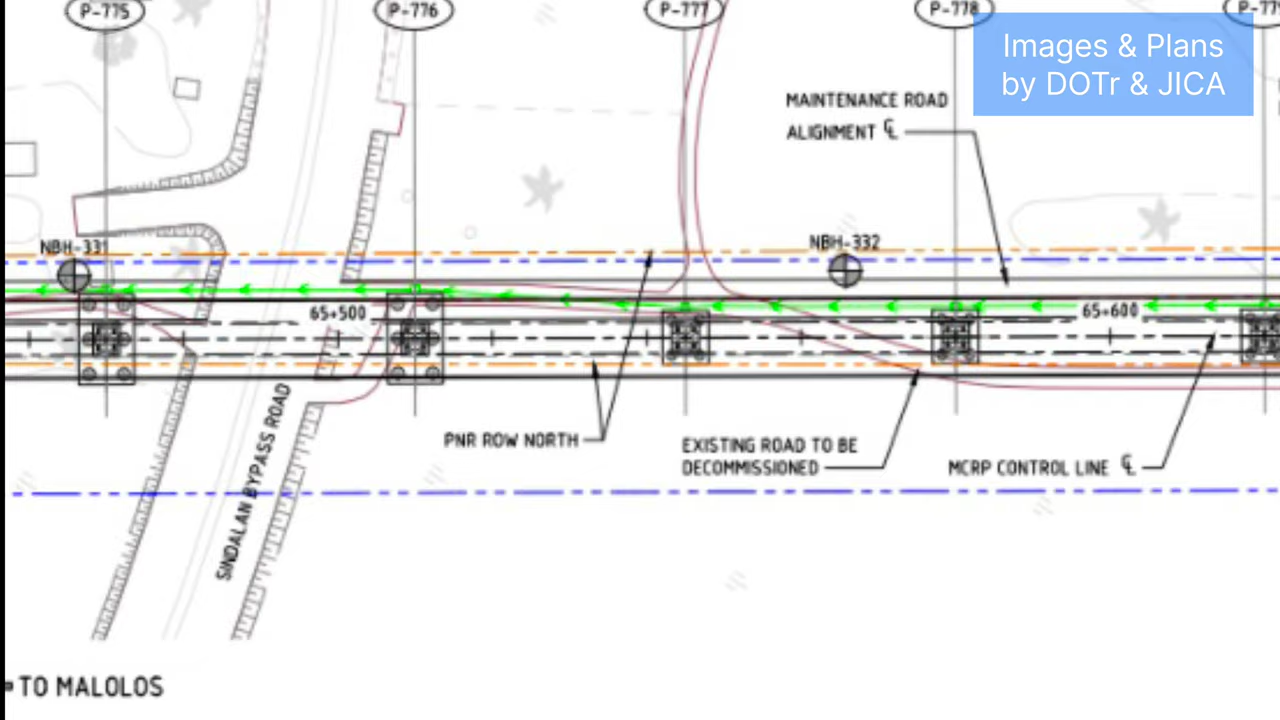 P-775
P-776
P-777
P-778
P-779
Images & Plans
by DOTr & JICA
MAINTENANCE ROAD
ALIGNMENT ℄
NBH-331
NBH-332
65+500
65+600
SINDALAN BYPASS ROAD
PNR ROW NORTH
EXISTING ROAD TO BE
DECOMMISSIONED
MCRP CONTROL LINE ℄
TO MALOLOS